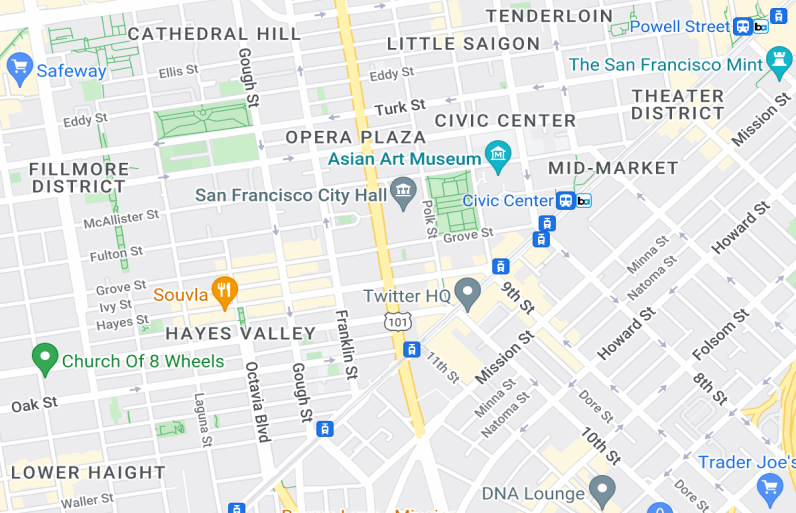 TENDERLOIN
Powell Street
CATHEDRAL HILL
LITTLE SAIGON
Gough St
Safeway
Ellis St
Eddy St
The San Francisco Mint
Turk St
THEATER
DISTRICT
Mission St
Eddy St
CIVIC CENTER
OPERA PLAZA
Asian Art Museum
MID-MARKET
FILLMORE
DISTRICT
San Francisco City Hall
Civic Center
McAllister St
Polk St
Grove St
Howard St
Fulton St
Minna St
Natoma St
Grove St
Ivy St
Hayes St
Souvla
Twitter HQ
9th St
HAYES VALLEY
Franklin St
101
Howard St
Folsom St
Church Of 8 Wheels
11th St
Mission St
Octavia Blvd
Gough St
Oak St
Laguna St
Minna St
Natoma St
Dore St
8th St
10th St
LOWER HAIGHT
Waller St
DNA Lounge
Dore St
Trader Joe's